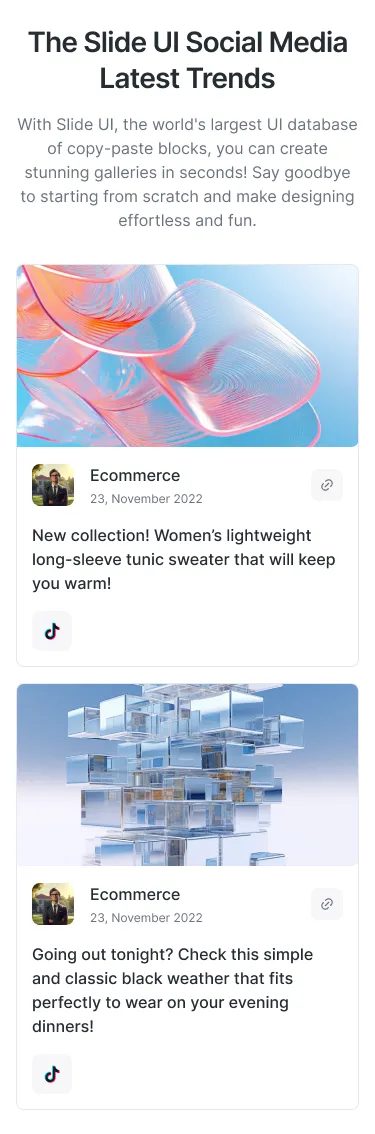 The Slide UI Social Media
Latest Trends
With Slide UI, the world's largest UI database
of copy-paste blocks, you can create
stunning galleries in seconds! Say goodbye
to starting from scratch and make designing
effortless and fun.
Ecommerce
23, November 2022
New collection! Women’s lightweight
long-sleeve tunic sweater that will keep
you warm!
Ecommerce
23, November 2022
Going out tonight? Check this simple
and classic black weather that fits
perfectly to wear on your evening
dinners!